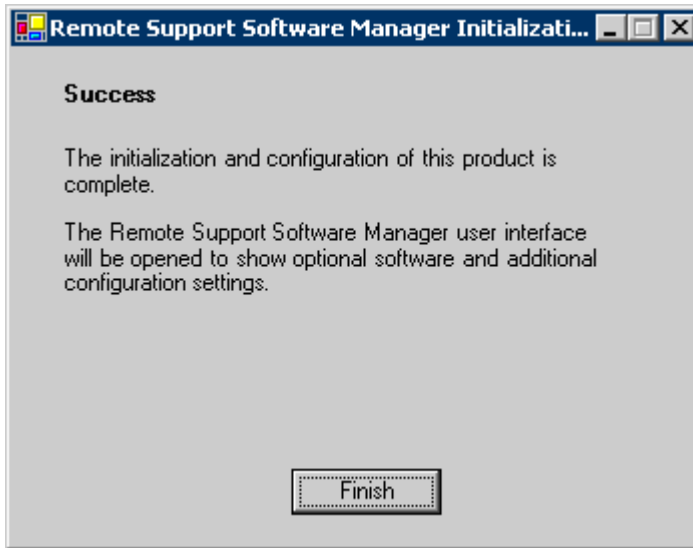 Remote Support Software Manager Initializati...
Success
The initialization and configuration of this product is
complete.
The Remote Support Software Manager user interface
will be opened to show optional software and additional
configuration settings.
Finish